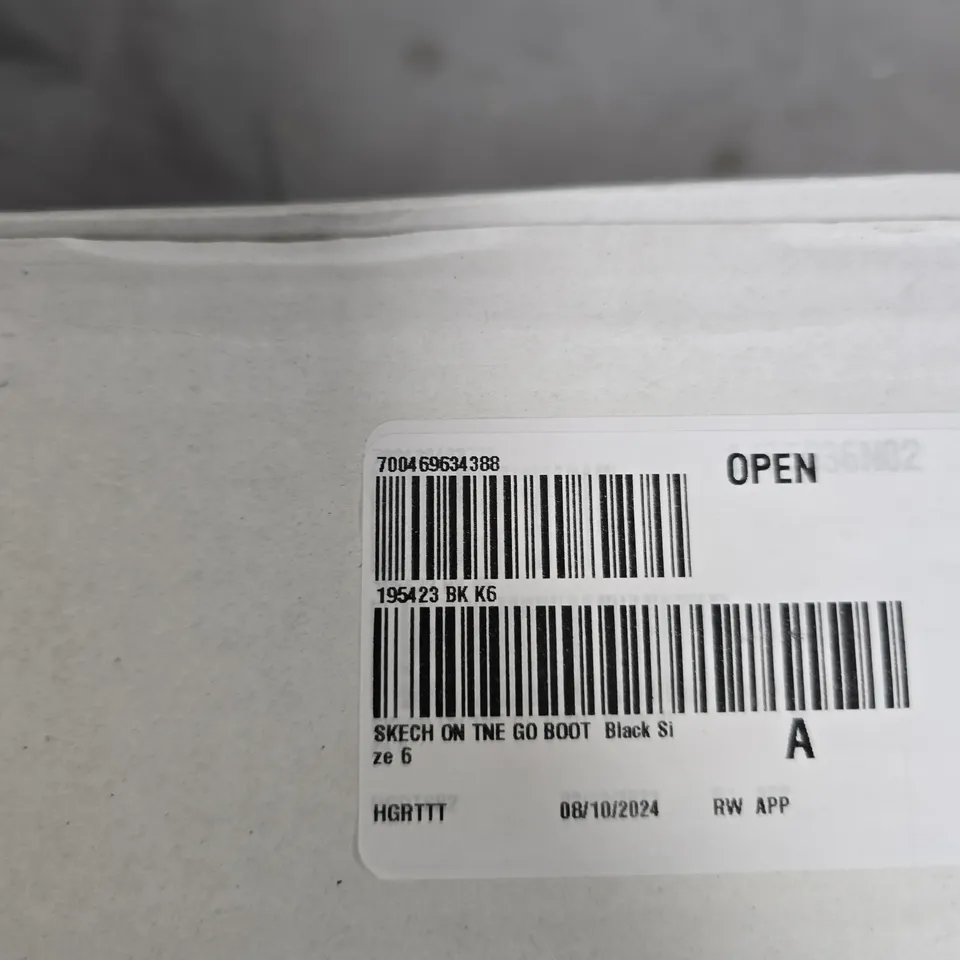 700469634388
OPEN
195423 BK K6
SKECH ON TNE GO BOOT Black Si
ze 6
A
HGRTTT 08/10/2024 RW APP